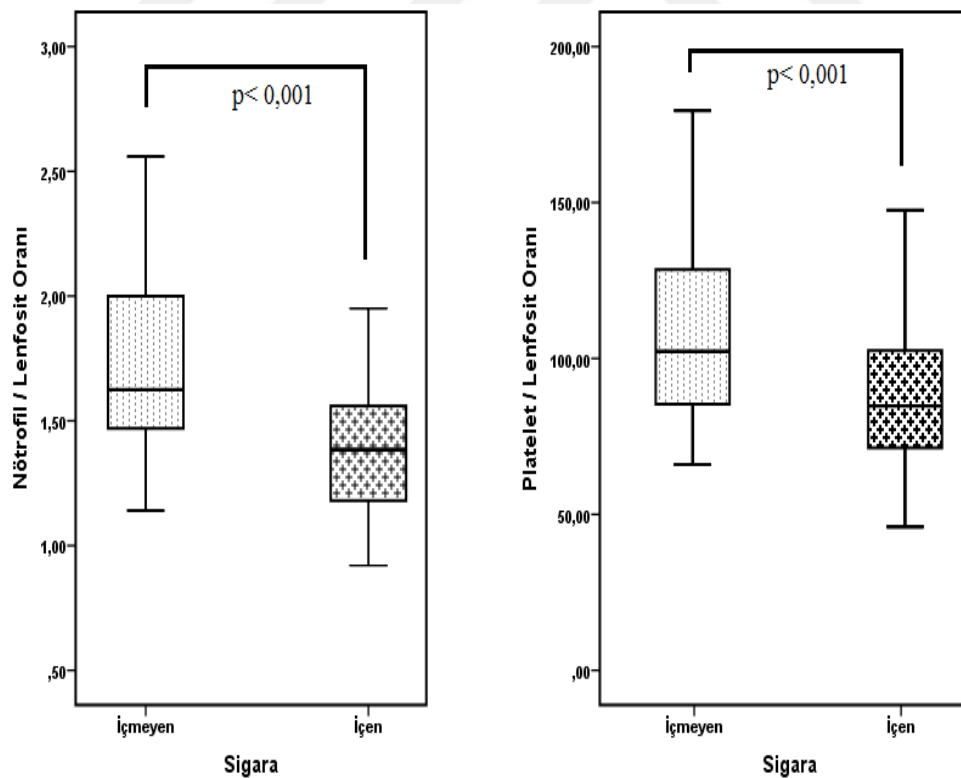 Nötrofil / Lenfosit Oranı
3,00
2,50
2,00
1,50
1,00
,50
p< 0,001
İçmeyen
İçen
Sigara
Platelet / Lenfosit Oranı
200,00
150,00
100,00
50,00
,00
p< 0,001
İçmeyen
İçen
Sigara